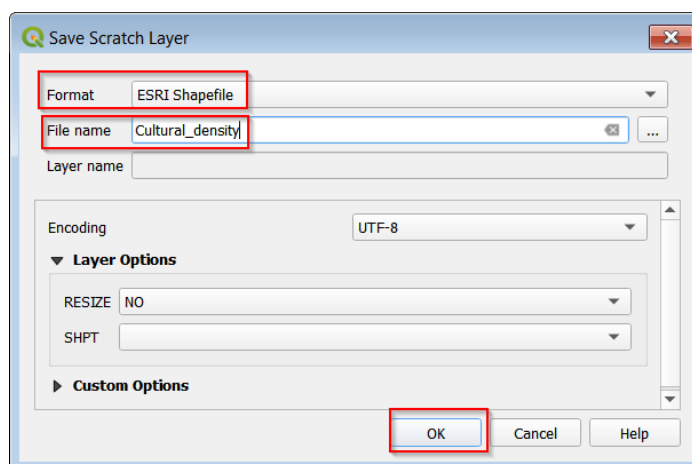 Save Scratch Layer
Format ESRI Shapefile
File name Cultural_density ...
Layer name
Encoding UTF-8
Layer Options
RESIZE NO
SHPT
Custom Options
OK Cancel Help